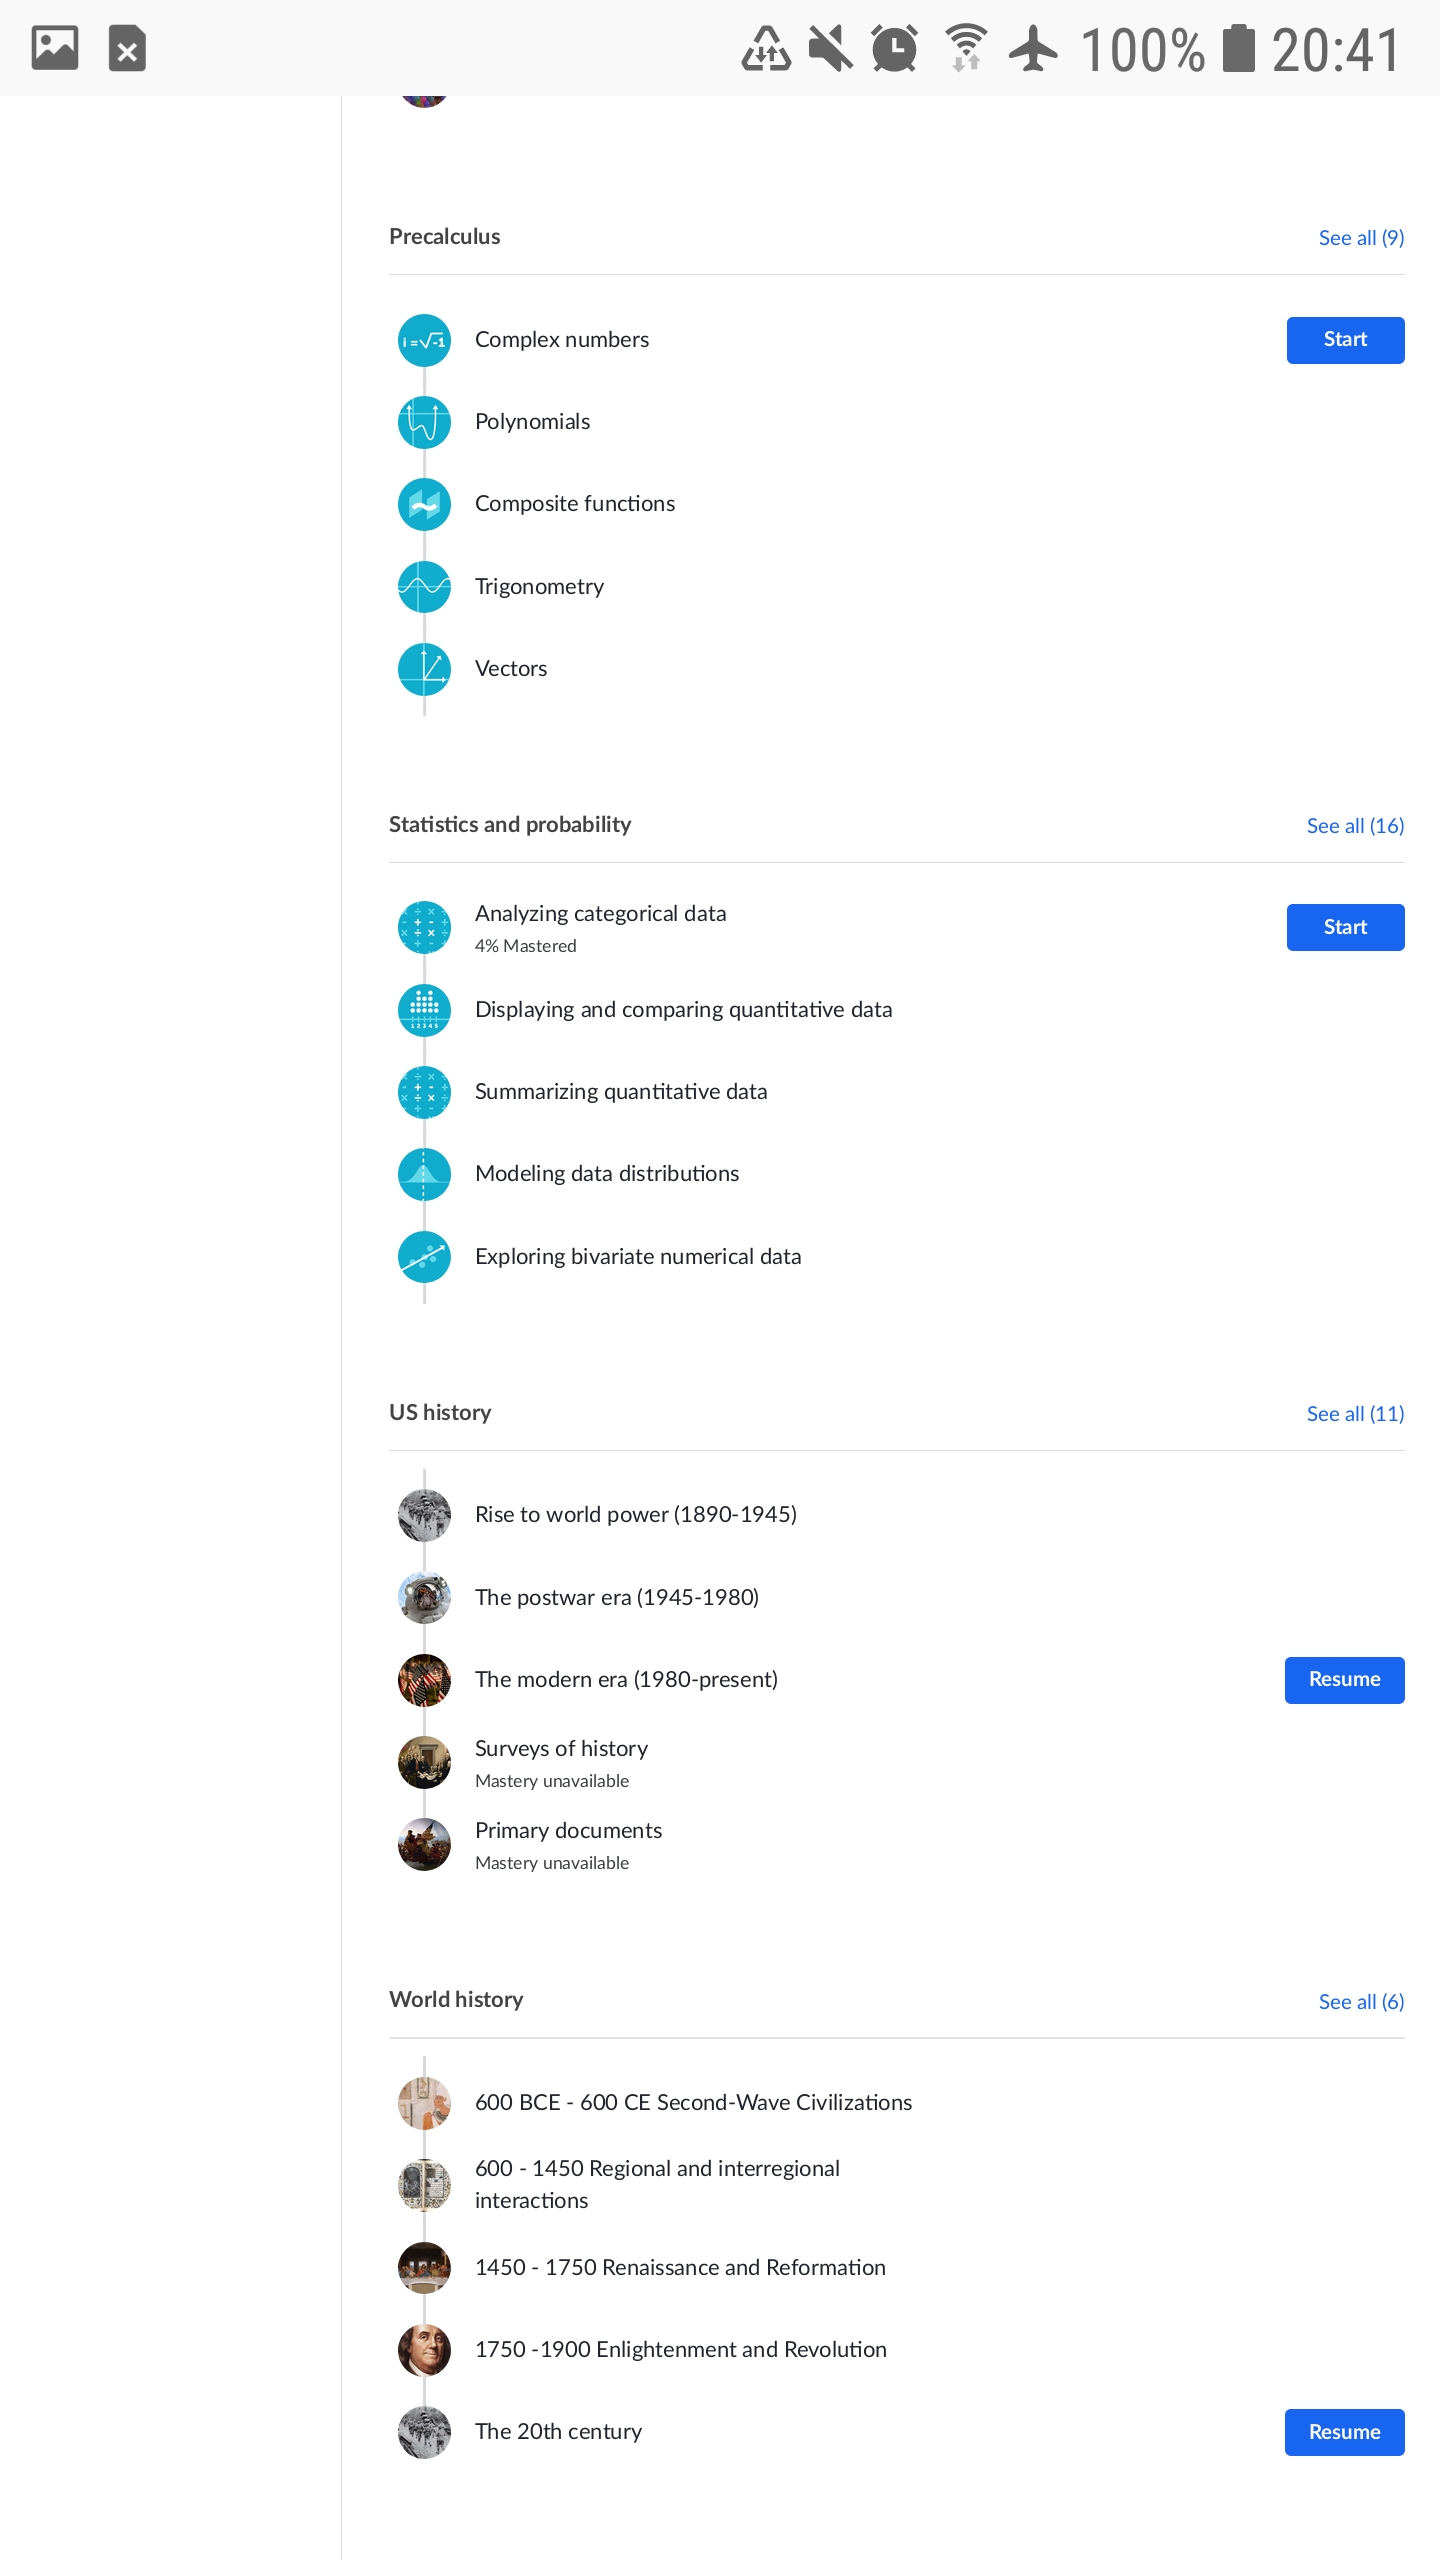 100% 20:41
Precalculus See all (9)
i=√-1 Complex numbers Start
Polynomials
Composite functions
Trigonometry
Vectors
Statistics and probability See all (16)
Analyzing categorical data Start
4% Mastered
Displaying and comparing quantitative data
1 2 3 4 5
Summarizing quantitative data
Modeling data distributions
Exploring bivariate numerical data
US history See all (11)
Rise to world power (1890-1945)
The postwar era (1945-1980)
The modern era (1980-present) Resume
Surveys of history
Mastery unavailable
Primary documents
Mastery unavailable
World history See all (6)
600 BCE - 600 CE Second-Wave Civilizations
600 - 1450 Regional and interregional
interactions
1450 - 1750 Renaissance and Reformation
1750 -1900 Enlightenment and Revolution
The 20th century Resume